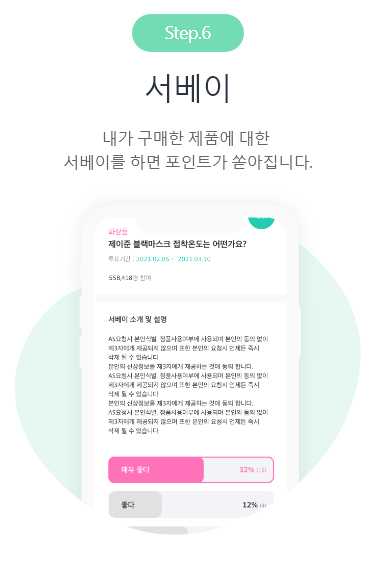 Step.6
서베이
내가 구매한 제품에 대한
서베이를 하면 포인트가 쏟아집니다.
화장품
제이준 블랙마스크 접착온도는 어떤가요?
투표기간 : 2021.02.05 ~ 2021.03.10
558,418명 참여
서베이 소개 및 설명
AS요청시 본인식별, 정품사용여부에 사용되며 본인의 동의 없이
제3자에게 제공되지 않으며 또한 본인의 요청시 언제든 즉시
삭제 될 수 있습니다
본인의 신상정보를 제3자에게 제공하는 것에 동의 합니다.
AS요청시 본인식별, 정품사용여부에 사용되며 본인의 동의 없이
제3자에게 제공되지 않으며 또한 본인의 요청시 언제든 즉시
삭제 될 수 있습니다
본인의 신상정보를 제3자에게 제공하는 것에 동의 합니다.
AS요청시 본인식별, 정품사용여부에 사용되며 본인의 동의 없이
제3자에게 제공되지 않으며 또한 본인의 요청시 언제든 즉시
삭제 될 수 있습니다
매우 좋다 32%
좋다 12%